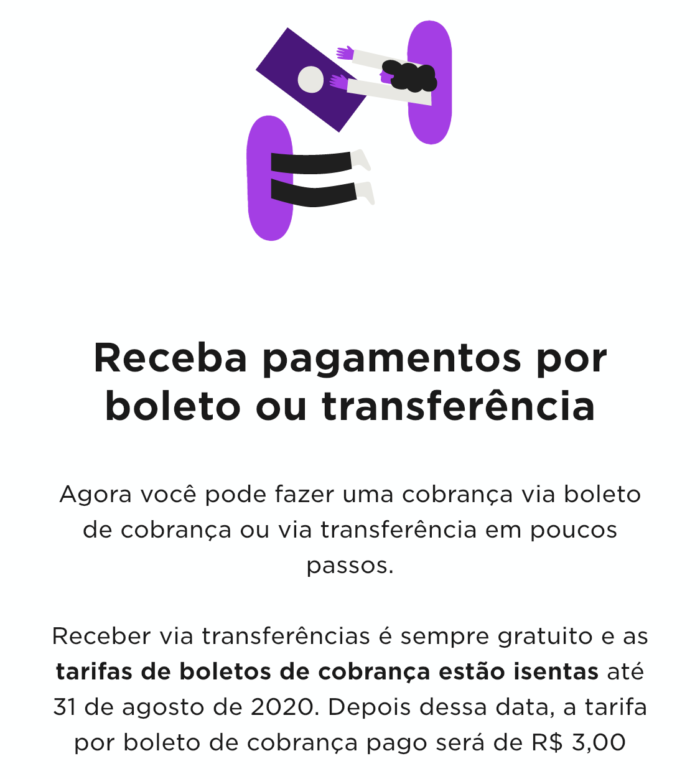 Receba pagamentos por
boleto ou transferência
Agora você pode fazer uma cobrança via boleto
de cobrança ou via transferência em poucos
passos.
Receber via transferências é sempre gratuito e as
tarifas de boletos de cobrança estão isentas até
31 de agosto de 2020. Depois dessa data, a tarifa
por boleto de cobrança pago será de R$ 3,00